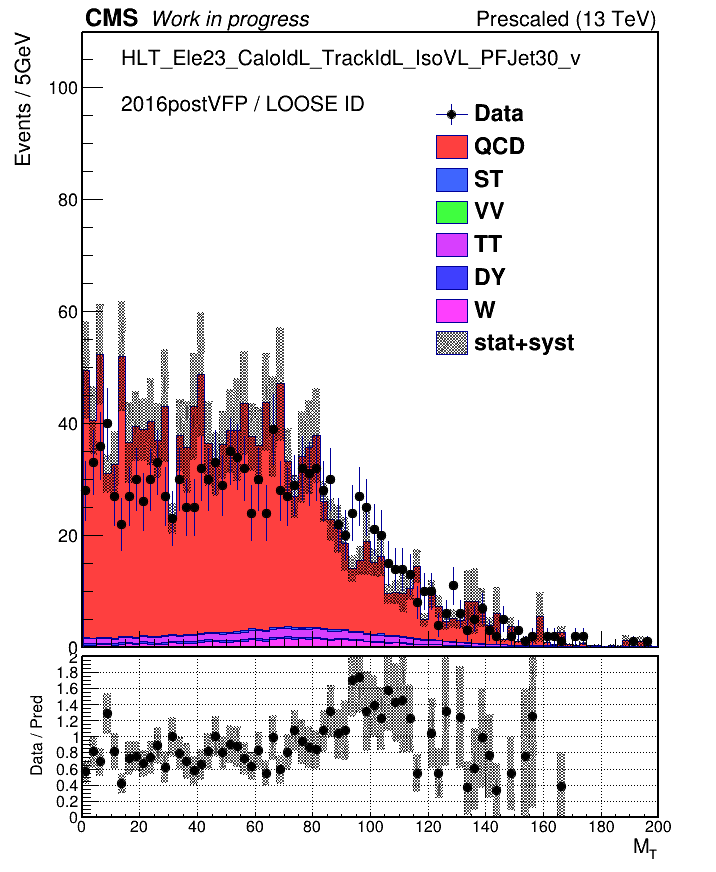 CMS Work in progress Prescaled (13 TeV)
Events / 5GeV
HLT_Ele23_CaloIdL_TrackIdL_IsoVL_PFJet30_v
2016postVFP / LOOSE ID
Data
QCD
ST
VV
TT
DY
W
stat+syst
100
80
60
40
20
0
Data / Pred
2
1.8
1.6
1.4
1.2
1
0.8
0.6
0.4
0.2
0
0 20 40 60 80 100 120 140 160 180 200
M_T